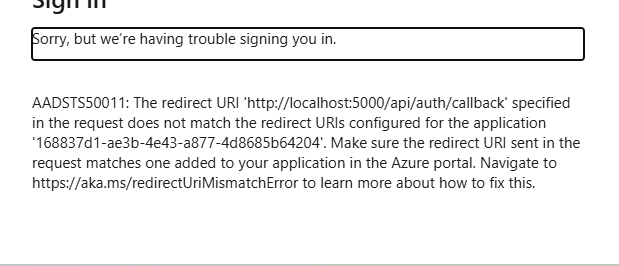 Sign in
Sorry, but we're having trouble signing you in.
AADSTS50011: The redirect URI 'http://localhost:5000/api/auth/callback' specified
in the request does not match the redirect URIs configured for the application
'168837d1-ae3b-4e43-a877-4d8685b64204'. Make sure the redirect URI sent in the
request matches one added to your application in the Azure portal. Navigate to
https://aka.ms/redirectUriMismatchError to learn more about how to fix this.